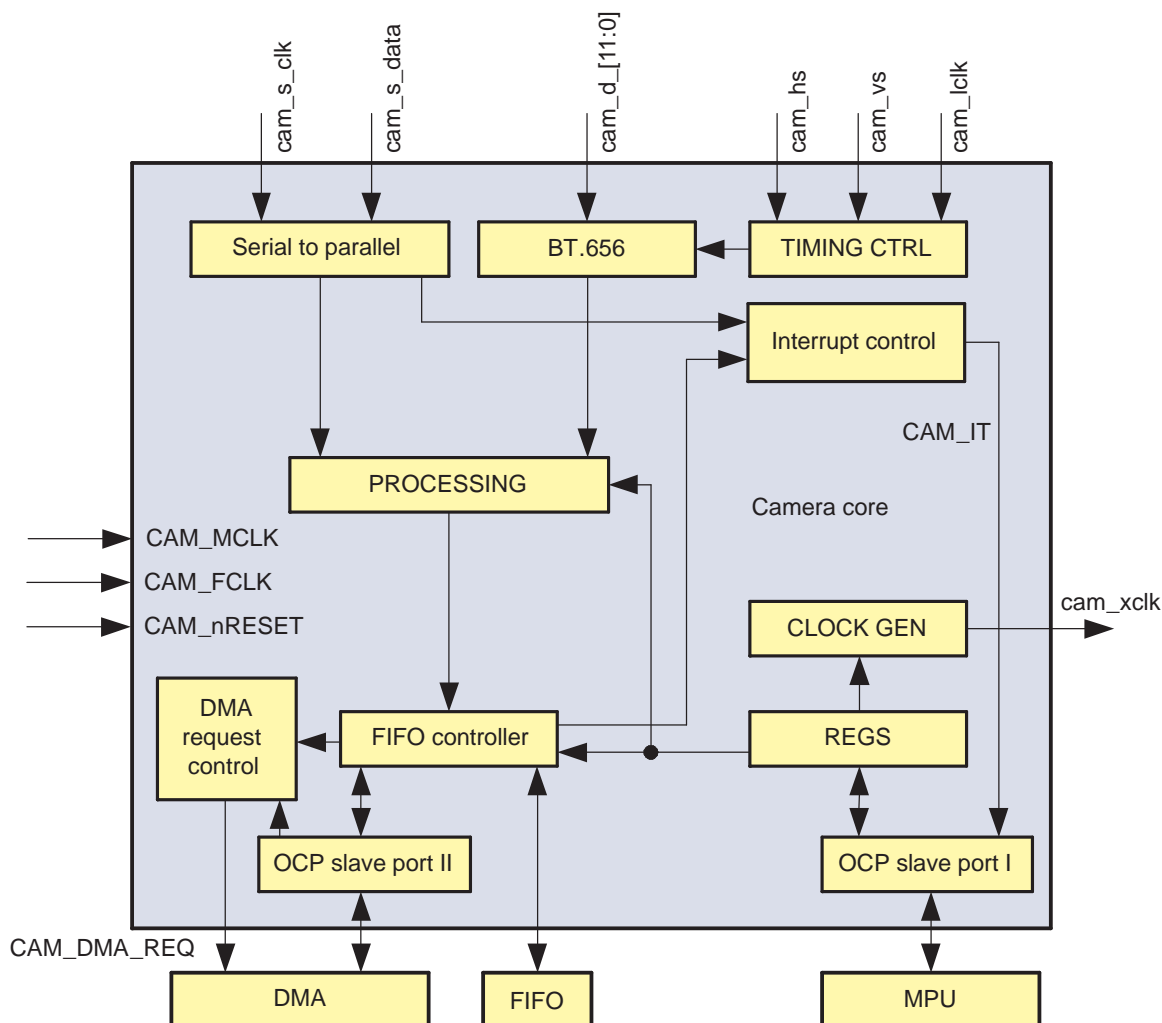 cam_s_clk
cam_s_data
cam_d_[11:0]
cam_hs
cam_vs
cam_lclk
Serial to parallel
BT.656
TIMING CTRL
Interrupt control
CAM_IT
PROCESSING
Camera core
CAM_MCLK
CAM_FCLK
CAM_nRESET
cam_xclk
CLOCK GEN
DMA
request
control
FIFO controller
REGS
OCP slave port II
OCP slave port I
CAM_DMA_REQ
DMA
FIFO
MPU